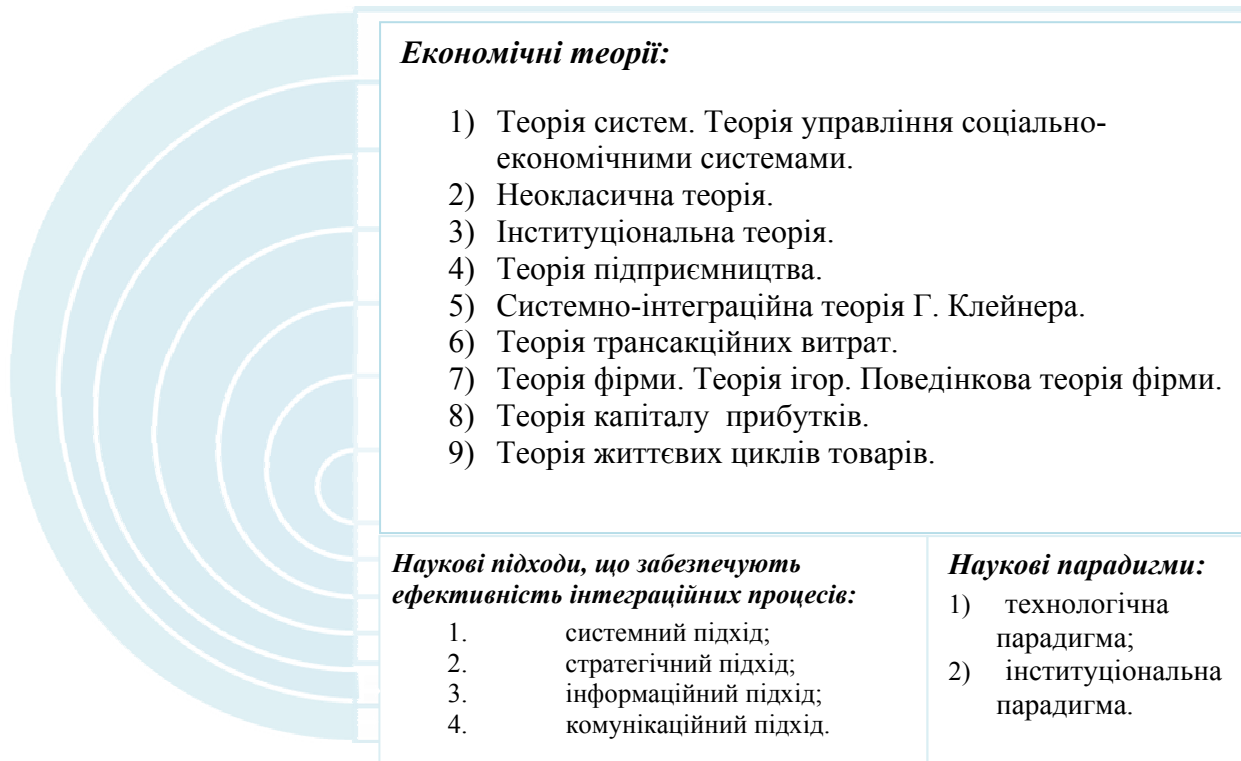 Економічні теорії:
1) Теорія систем. Теорія управління соціально-
економічними системами.
2) Неокласична теорія.
3) Інституціональна теорія.
4) Теорія підприємництва.
5) Системно-інтеграційна теорія Г. Клейнера.
6) Теорія трансакційних витрат.
7) Теорія фірми. Теорія ігор. Поведінкова теорія фірми.
8) Теорія капіталу прибутків.
9) Теорія життєвих циклів товарів.
Наукові підходи, що забезпечують
ефективність інтеграційних процесів:
1. системний підхід;
2. стратегічний підхід;
3. інформаційний підхід;
4. комунікаційний підхід.
Наукові парадигми:
1) технологічна
парадигма;
2) інституціональна
парадигма.